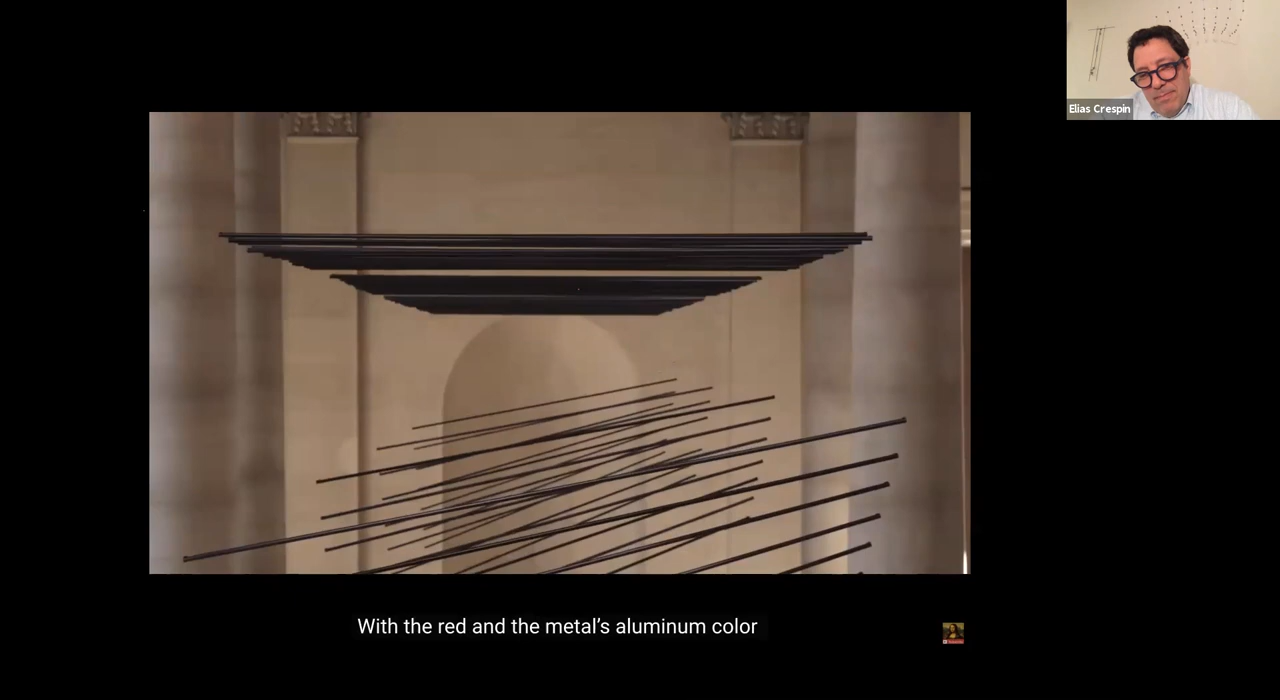 Elias Crespin
With the red and the metal’s aluminum color